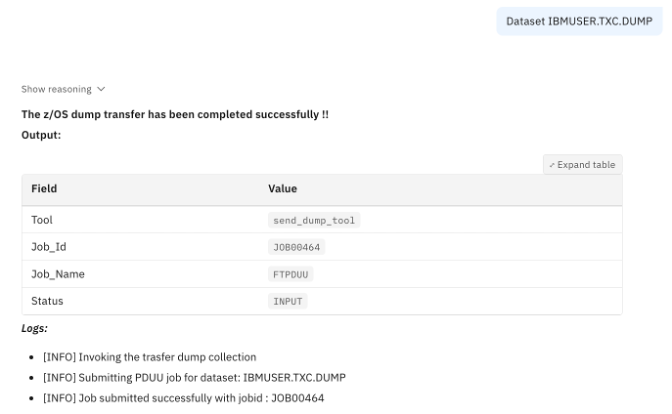 Dataset IBMUSER.TXC.DUMP
Show reasoning
The z/OS dump transfer has been completed successfully !!
Output:
Expand table
Field Value
Tool send_dump_tool
Job_Id JOB00464
Job_Name FTPDUU
Status INPUT
Logs:
[INFO] Invoking the trasfer dump collection
[INFO] Submitting PDUU job for dataset: IBMUSER.TXC.DUMP
[INFO] Job submitted successfully with jobid : JOB00464